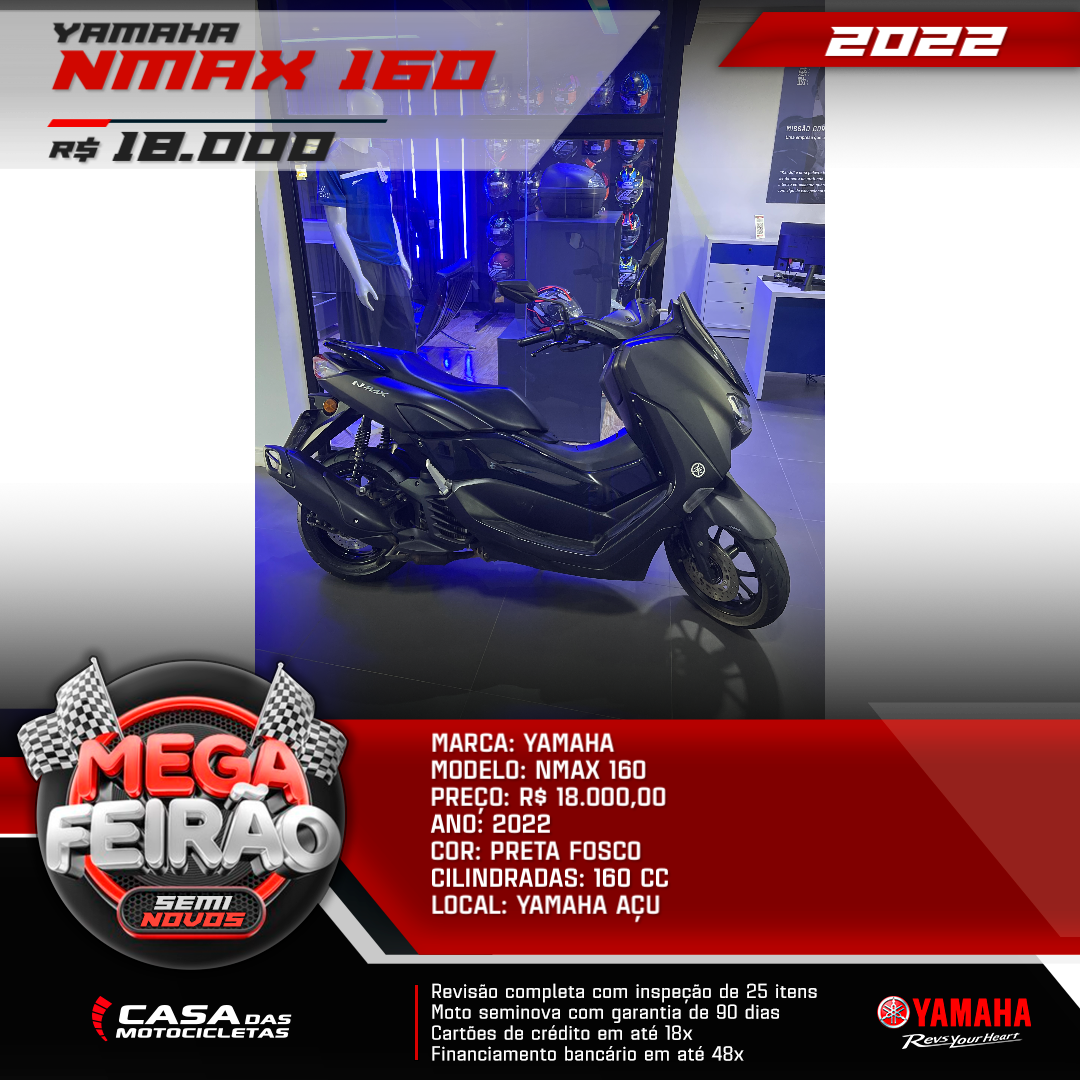 YAMAHA
NMAX 160
R$ 18.000
2022
NMAX
MEGA
FEIRÃO
SEMI
NOVOS
MARCA: YAMAHA
MODELO: NMAX 160
PREÇO: R$ 18.000,00
ANO: 2022
COR: PRETA FOSCO
CILINDRADAS: 160 CC
LOCAL: YAMAHA AÇU
CASA DAS
MOTOCICLETAS
Revisão completa com inspeção de 25 itens
Moto seminova com garantia de 90 dias
Cartões de crédito em até 18x
Financiamento bancário em até 48x
YAMAHA
Revs Your Heart